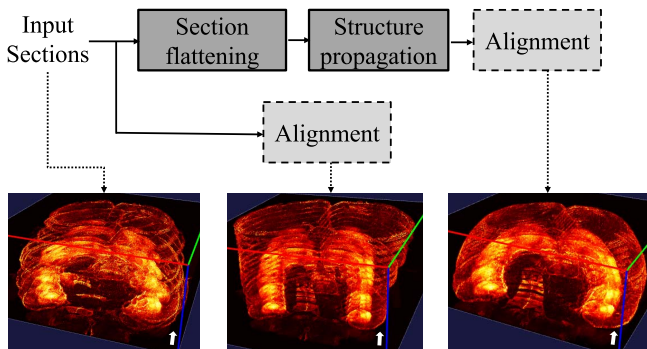 Input
Sections
Section
flattening
Structure
propagation
Alignment
Alignment